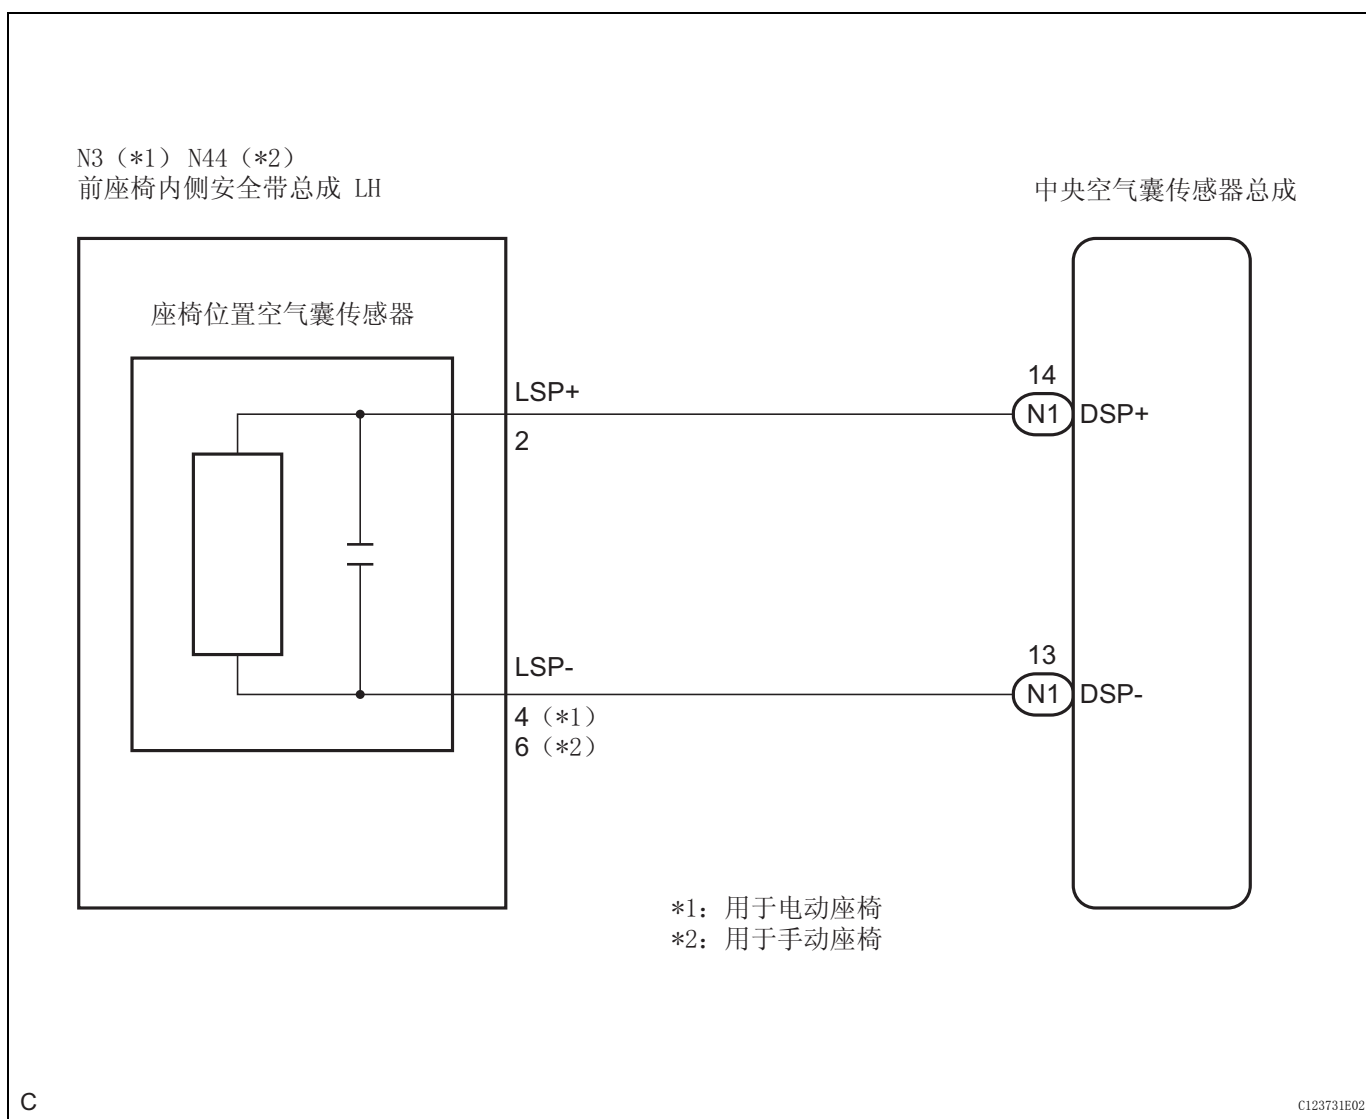 N3（*1）N44（*2）
前座椅内侧安全带总成 LH
中央空气囊传感器总成
座椅位置空气囊传感器
LSP+
2
14
N1
DSP+
LSP-
4（*1）
6（*2）
13
N1
DSP-
*1：用于电动座椅
*2：用于手动座椅
C
C123731E02